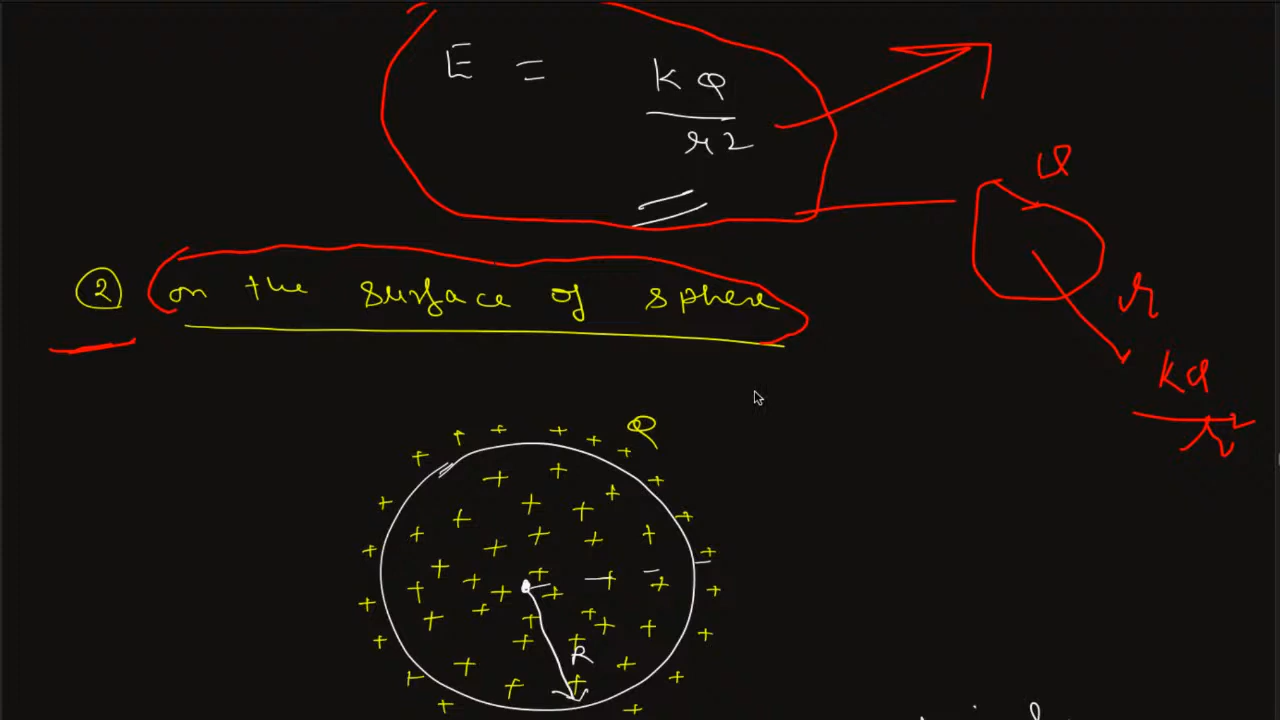 E = kQ/r2
Q
r
② on the surface of sphere
kQ/r2
Q
R